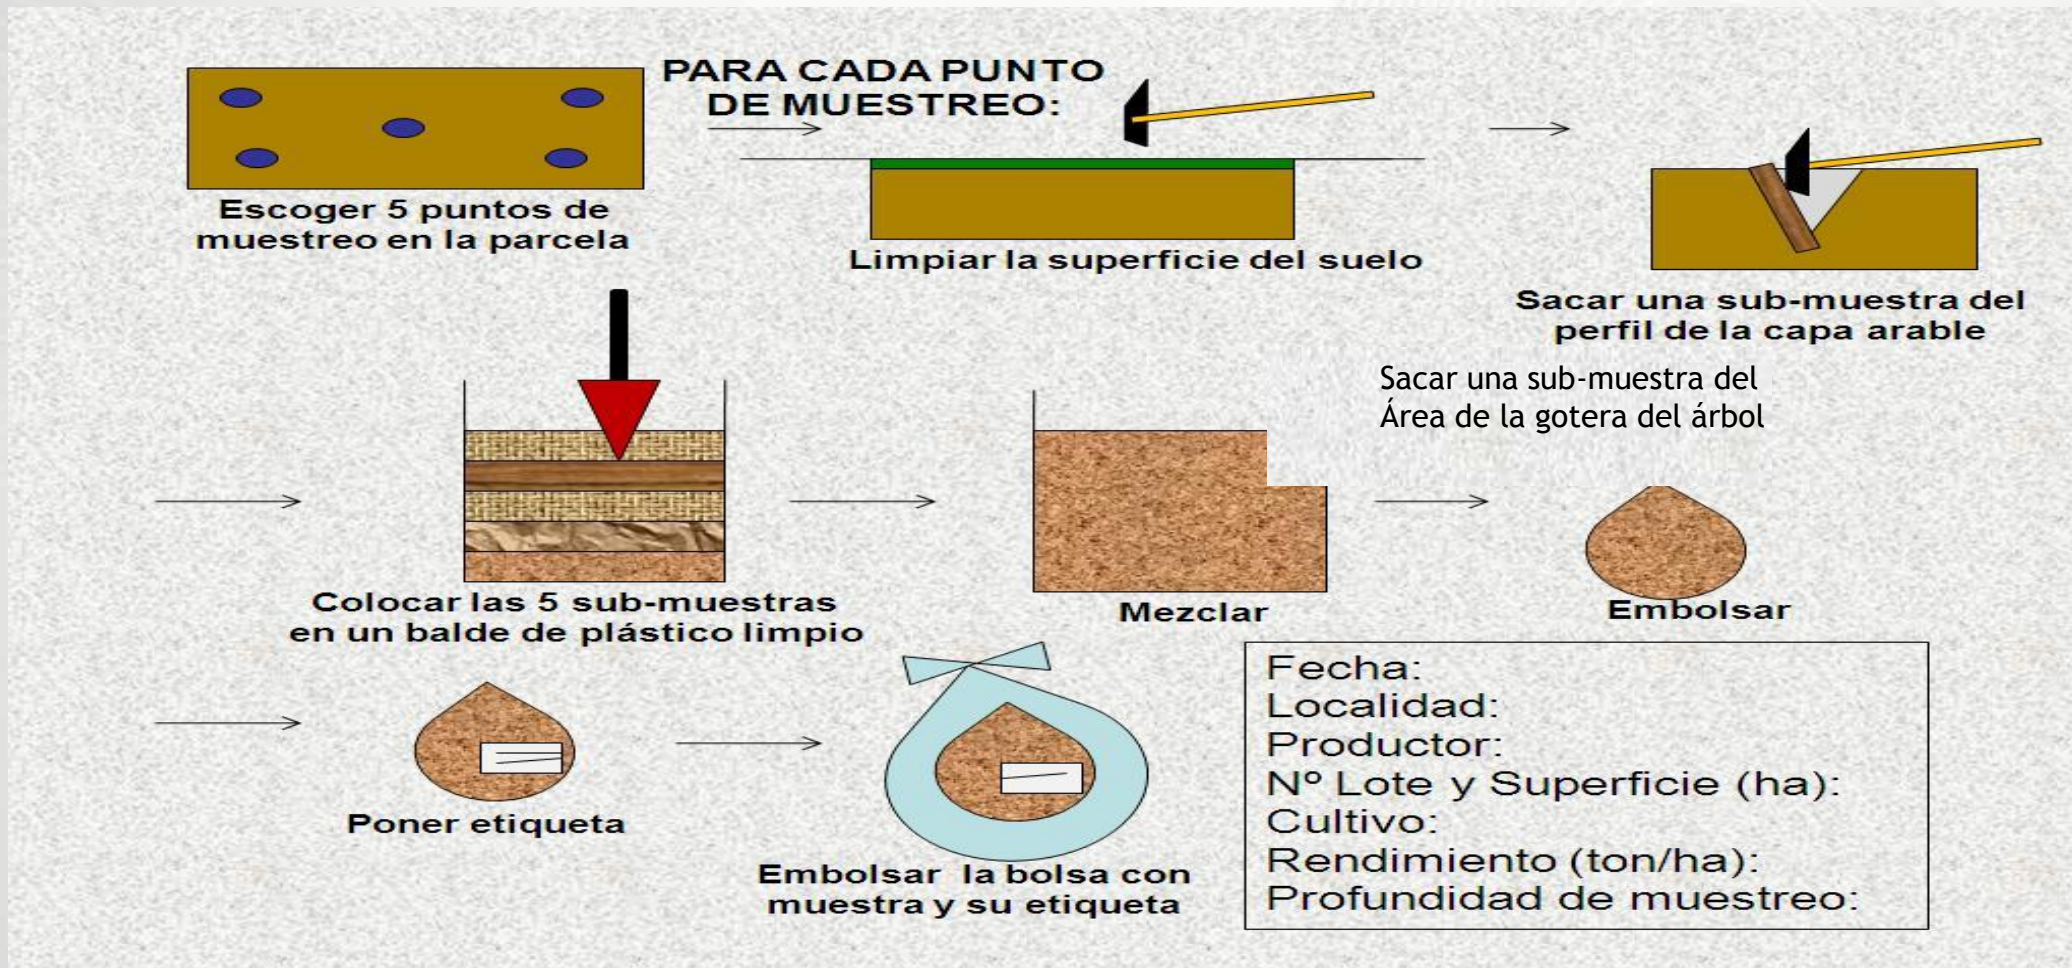 PARA CADA PUNTO
DE MUESTREO:
Escoger 5 puntos de
muestreo en la parcela
Limpiar la superficie del suelo
Sacar una sub-muestra del
perfil de la capa arable
Sacar una sub-muestra del
Área de la gotera del árbol
Colocar las 5 sub-muestras
en un balde de plástico limpio
Mezclar
Embolsar
Poner etiqueta
Embolsar la bolsa con
muestra y su etiqueta
Fecha:
Localidad:
Productor:
Nº Lote y Superficie (ha):
Cultivo:
Rendimiento (ton/ha):
Profundidad de muestreo: